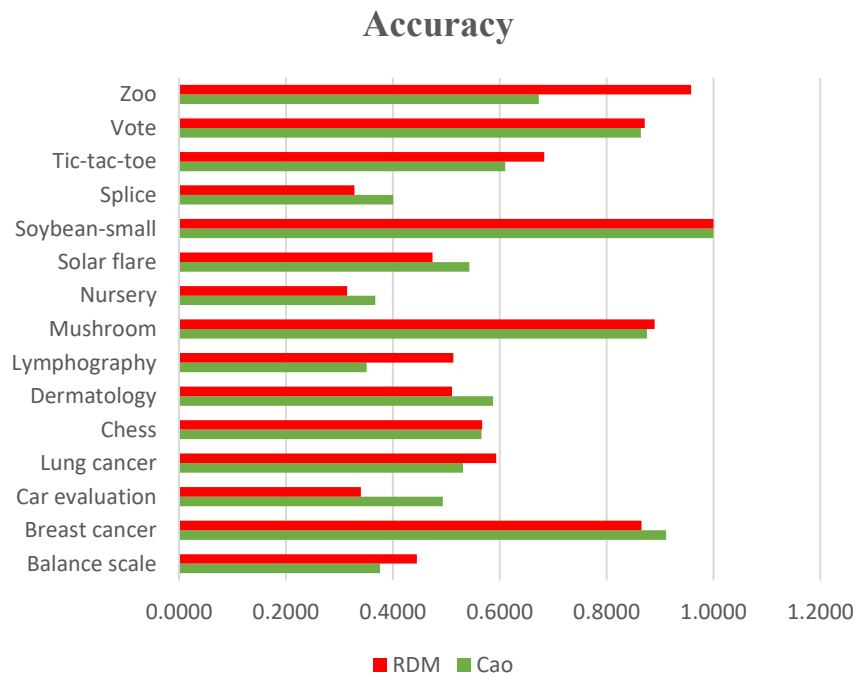 Accuracy
Zoo
Vote
Tic-tac-toe
Splice
Soybean-small
Solar flare
Nursery
Mushroom
Lymphography
Dermatology
Chess
Lung cancer
Car evaluation
Breast cancer
Balance scale
0.0000 0.2000 0.4000 0.6000 0.8000 1.0000 1.2000
RDM Cao